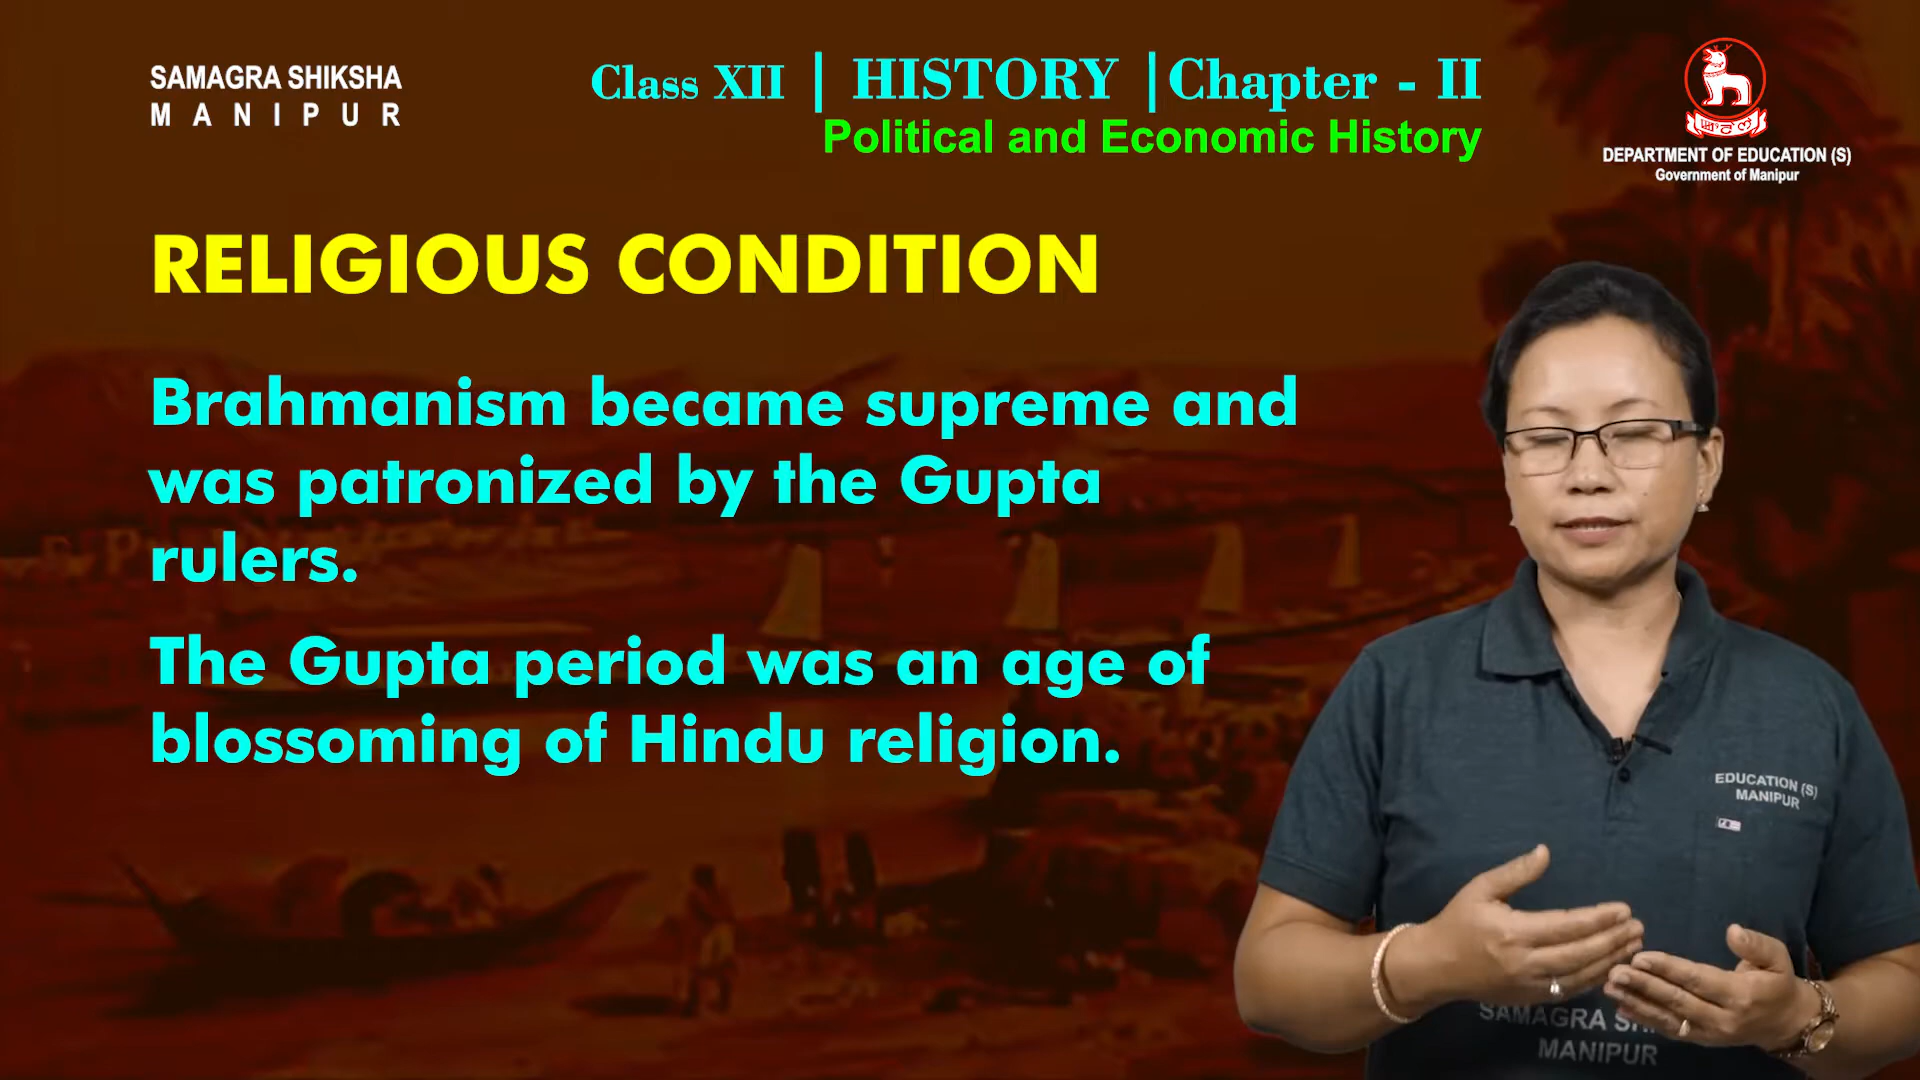 SAMAGRA SHIKSHA
MANIPUR
Class XII | HISTORY |Chapter - II
Political and Economic History
DEPARTMENT OF EDUCATION (S)
Government of Manipur
RELIGIOUS CONDITION
Brahmanism became supreme and
was patronized by the Gupta
rulers.
The Gupta period was an age of
blossoming of Hindu religion.
EDUCATION (S)
MANIPUR
SAMAGRA
MANIPUR